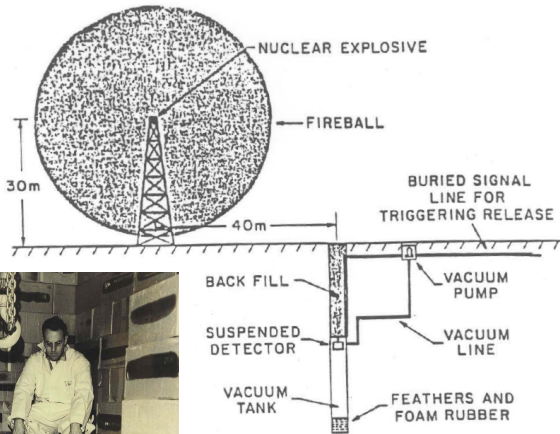 NUCLEAR EXPLOSIVE
FIREBALL
30m
40m
BURIED SIGNAL
LINE FOR
TRIGGERING RELEASE
BACK FILL
VACUUM
PUMP
SUSPENDED
DETECTOR
VACUUM
LINE
VACUUM
TANK
FEATHERS AND
FOAM RUBBER